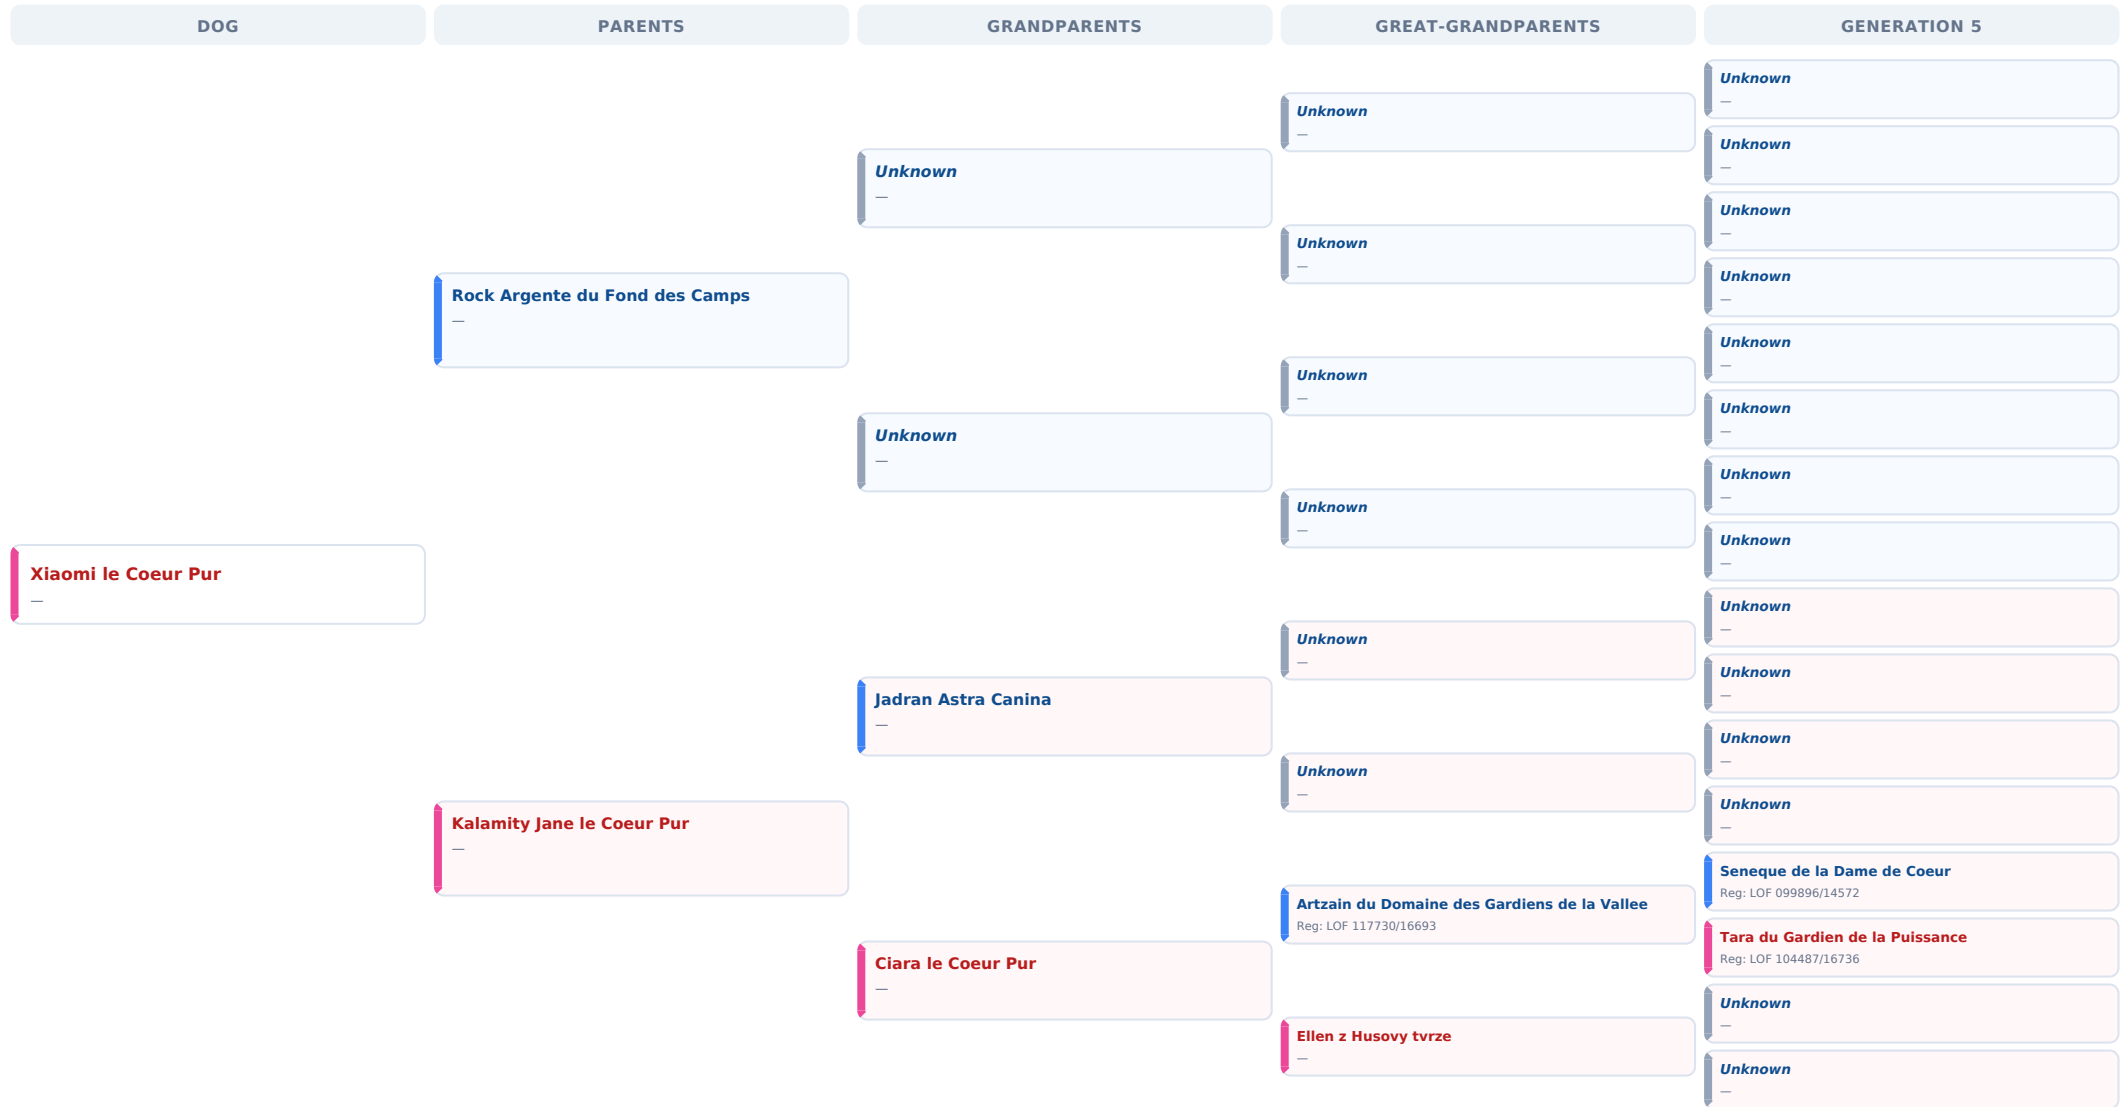 DOG
PARENTS
GRANDPARENTS
GREAT-GRANDPARENTS
GENERATION 5
Xiaomi le Coeur Pur
—
Rock Argente du Fond des Camps
—
Kalamity Jane le Coeur Pur
—
Unknown
—
Unknown
—
Jadran Astra Canina
—
Ciara le Coeur Pur
—
Unknown
—
Unknown
—
Unknown
—
Unknown
—
Unknown
—
Unknown
—
Artzain du Domaine des Gardiens de la Vallee
Reg: LOF 117730/16693
Ellen z Husovy tvrze
—
Unknown
—
Unknown
—
Unknown
—
Unknown
—
Unknown
—
Unknown
—
Unknown
—
Unknown
—
Unknown
—
Unknown
—
Unknown
—
Unknown
—
Seneque de la Dame de Coeur
Reg: LOF 099896/14572
Tara du Gardien de la Puissance
Reg: LOF 104487/16736
Unknown
—
Unknown
—